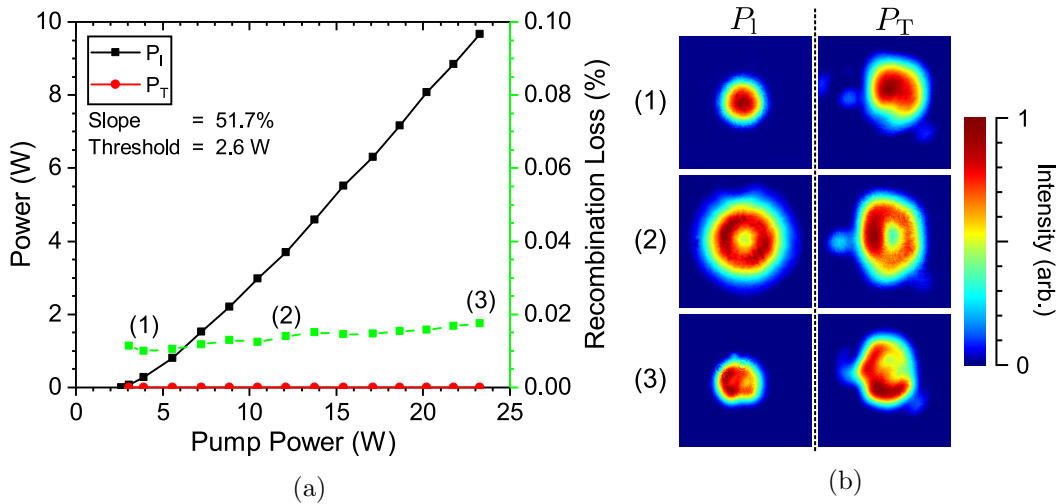 P_l P_T
10 0.10
8 0.08
6 0.06
4 0.04
2 0.02
0 0.00
0 5 10 15 20 25
Power (W)
Pump Power (W)
Recombination Loss (%)
P_l
P_T
Slope = 51.7%
Threshold = 2.6 W
(1) (2) (3)
(a)
(1)
(2)
(3)
1
0
Intensity (arb.)
(b)